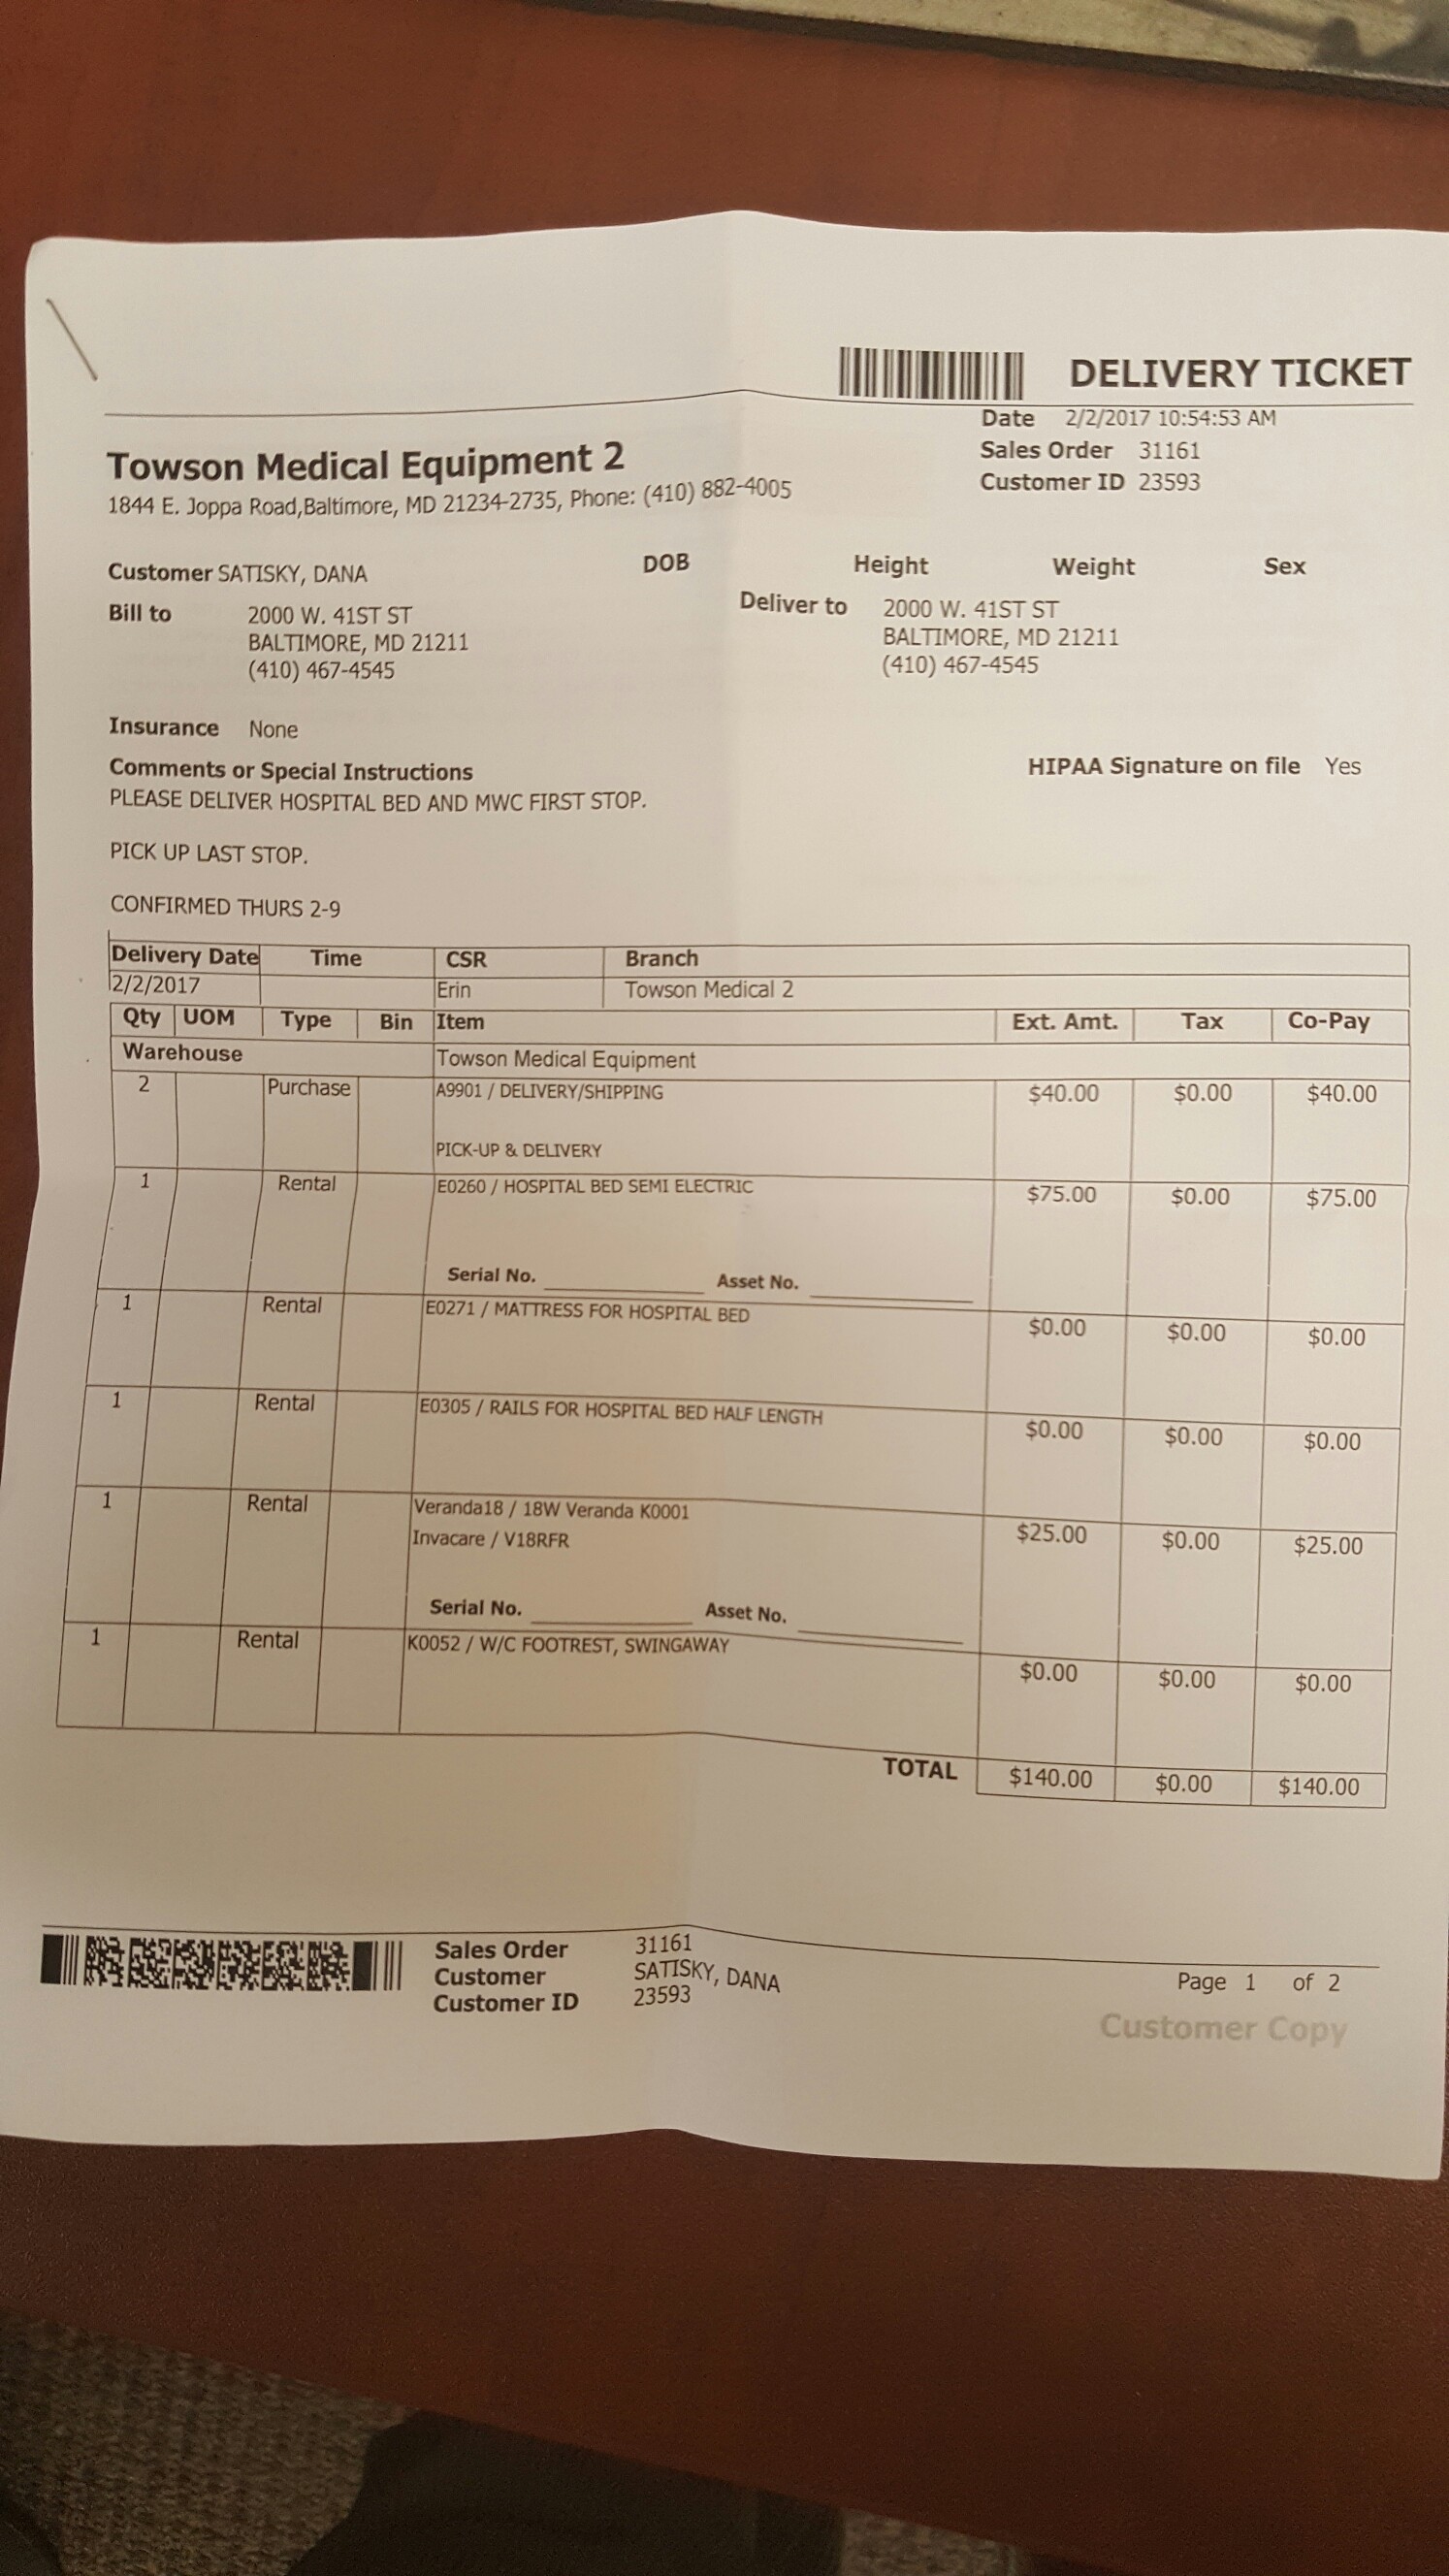 DELIVERY TICKET
Date 2/2/2017 10:54:53 AM
Towson Medical Equipment 2
Sales Order 31161
1844 E. Joppa Road,Baltimore, MD 21234-2735, Phone: (410) 882-4005
Customer ID 23593
Customer SATISKY, DANA DOB Height Weight Sex
Bill to 2000 W. 41ST ST Deliver to 2000 W. 41ST ST
BALTIMORE, MD 21211 BALTIMORE, MD 21211
(410) 467-4545 (410) 467-4545
Insurance None
Comments or Special Instructions HIPAA Signature on file Yes
PLEASE DELIVER HOSPITAL BED AND MWC FIRST STOP.
PICK UP LAST STOP.
CONFIRMED THURS 2-9
Delivery Date Time CSR Branch
2/2/2017 Erin Towson Medical 2
Qty UOM Type Bin Item Ext. Amt. Tax Co-Pay
Warehouse Towson Medical Equipment
2 Purchase A9901 / DELIVERY/SHIPPING $40.00 $0.00 $40.00
PICK-UP & DELIVERY
1 Rental E0260 / HOSPITAL BED SEMI ELECTRIC $75.00 $0.00 $75.00
Serial No. Asset No.
1 Rental E0271 / MATTRESS FOR HOSPITAL BED $0.00 $0.00 $0.00
1 Rental E0305 / RAILS FOR HOSPITAL BED HALF LENGTH $0.00 $0.00 $0.00
1 Rental Veranda18 / 18W Veranda K0001 $25.00 $0.00 $25.00
Invacare / V18RFR
Serial No. Asset No.
1 Rental K0052 / W/C FOOTREST, SWINGAWAY $0.00 $0.00 $0.00
TOTAL $140.00 $0.00 $140.00
Sales Order 31161
Customer SATISKY, DANA
Customer ID 23593
Page 1 of 2
Customer Copy